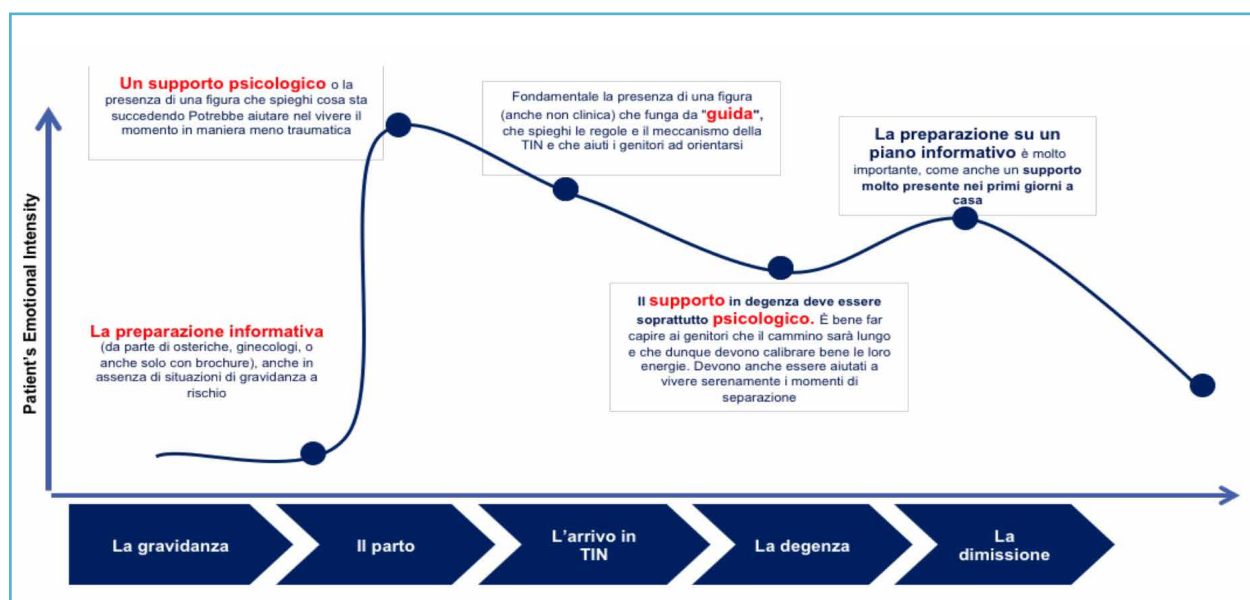 Un supporto psicologico o la
presenza di una figura che spieghi cosa sta
succedendo Potrebbe aiutare nel vivere il
momento in maniera meno traumatica
Fondamentale la presenza di una figura
(anche non clinica) che funga da "guida",
che spieghi le regole e il meccanismo della
TIN e che aiuti i genitori ad orientarsi
La preparazione su un
piano informativo è molto
importante, come anche un supporto
molto presente nei primi giorni a
casa
Patient's Emotional Intensity
La preparazione informativa
(da parte di osteriche, ginecologi, o
anche solo con brochure), anche in
assenza di situazioni di gravidanza a
rischio
Il supporto in degenza deve essere
soprattutto psicologico. È bene far
capire ai genitori che il cammino sarà lungo
e che dunque devono calibrare bene le loro
energie. Devono anche essere aiutati a
vivere serenamente i momenti di
separazione
La gravidanza
Il parto
L'arrivo in
TIN
La degenza
La
dimissione